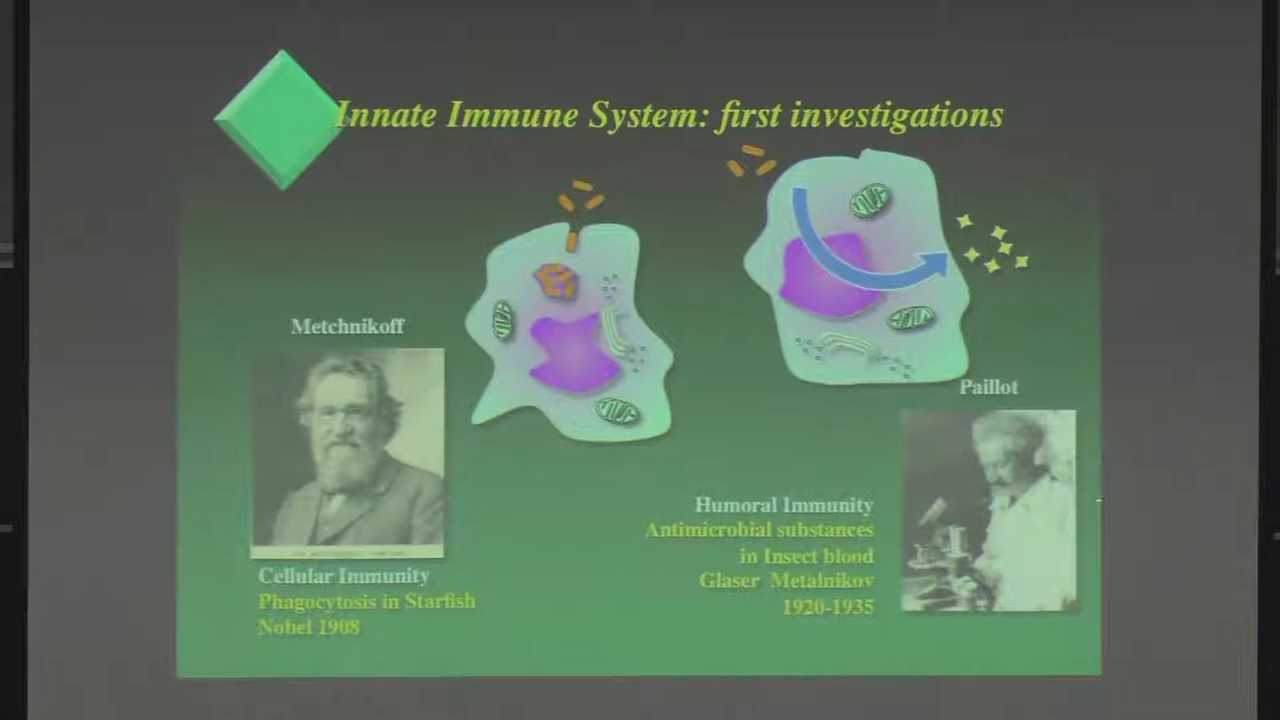 Innate Immune System: first investigations
Metchnikoff
Cellular Immunity
Phagocytosis in Starfish
Nobel 1908
Paillot
Humoral Immunity
Antimicrobial substances
in Insect blood
Glaser Metalnikov
1920-1935